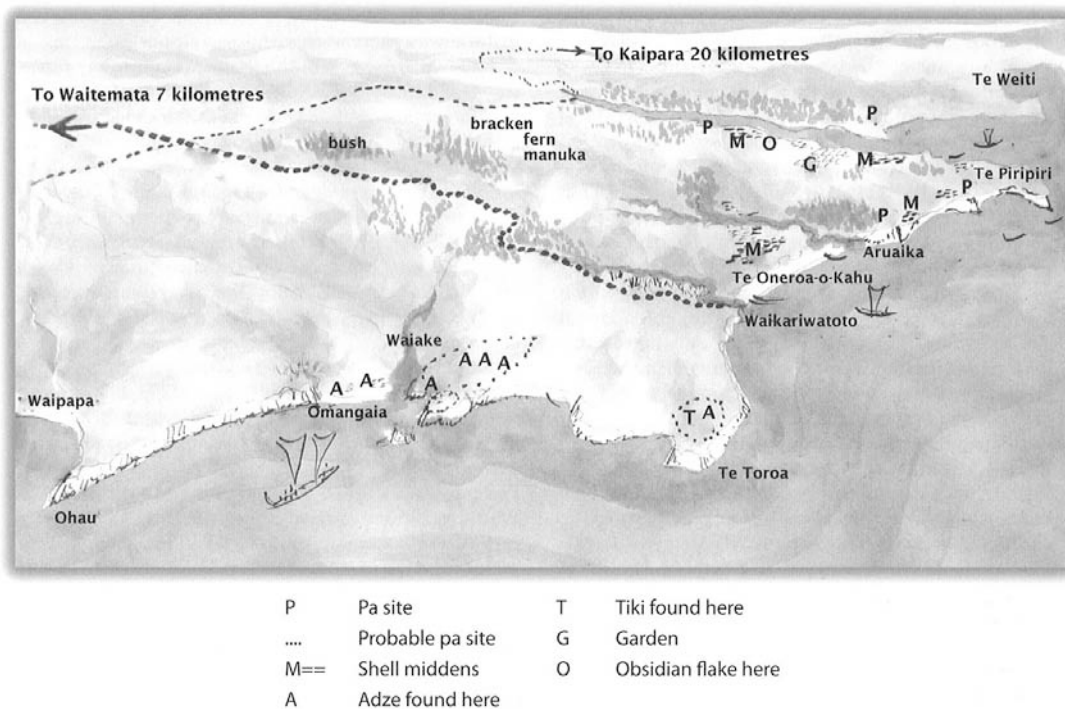 To Kaipara 20 kilometres
Te Weiti
To Waitemata 7 kilometres
P
P
bracken
M O
bush
fern
manuka
G
M
Te Piripiri
P
M
P
M
Aruaika
Te Oneroa-o-Kahu
Waikariwatoto
Waiake
A A A
A A
A
Waipapa
Omangaia
T A
Te Toroa
Ohau
P Pa site
.... Probable pa site
M== Shell middens
A Adze found here
T Tiki found here
G Garden
O Obsidian flake here